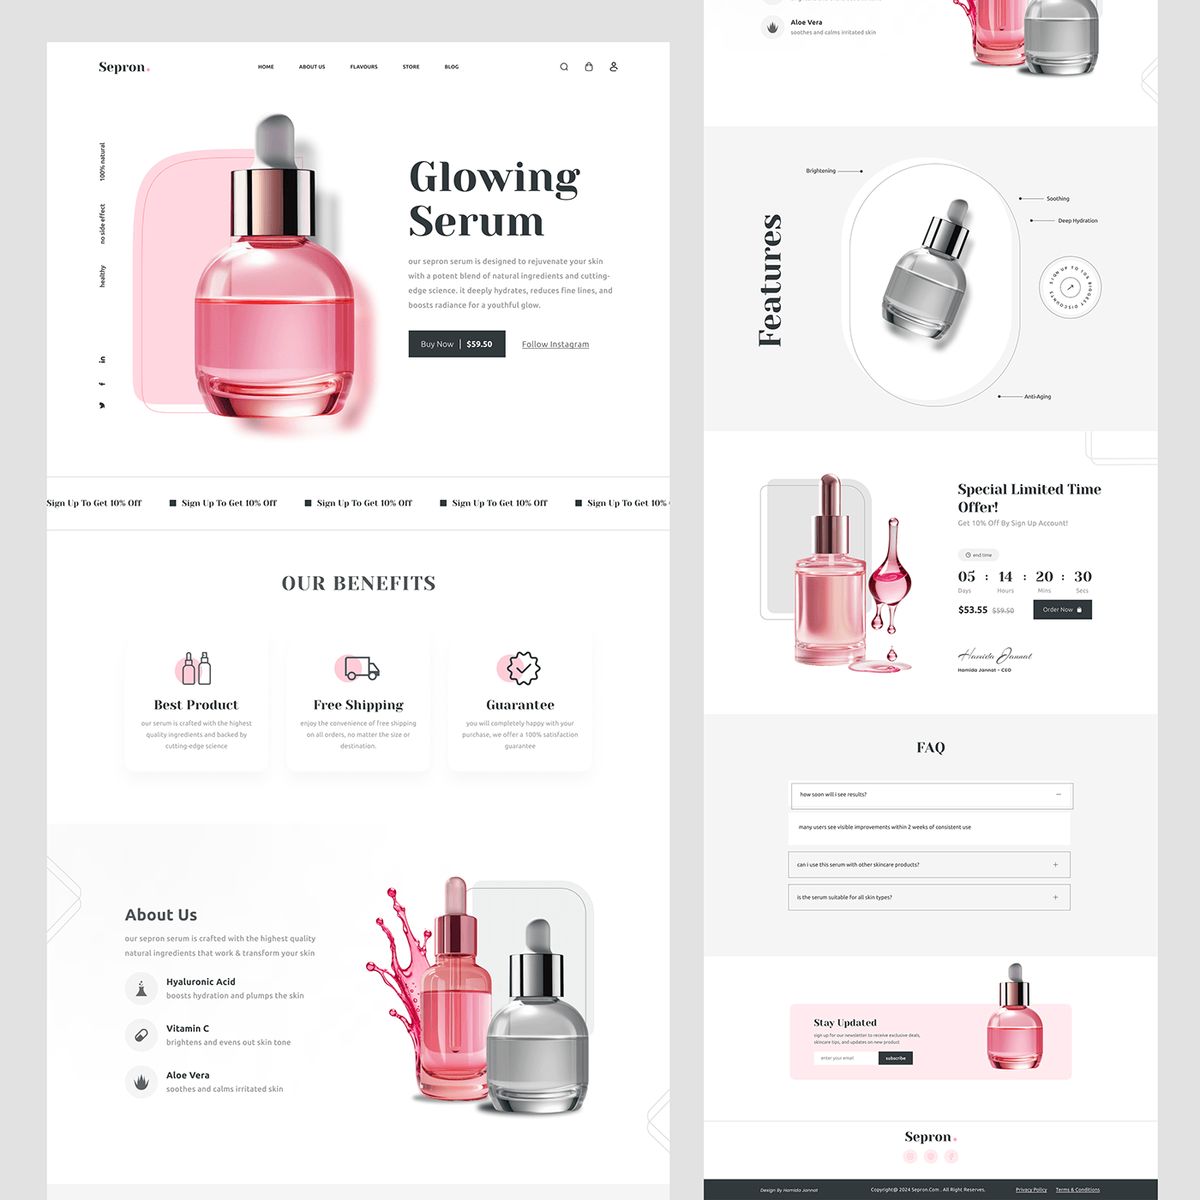 Sepron.
HOME
ABOUT US
FLAVOURS
STORE
BLOG
100% natural
no side effect
healthy
in
f
Glowing
Serum
our sepron serum is designed to rejuvenate your skin
with a potent blend of natural ingredients and cutting-
edge science. it deeply hydrates, reduces fine lines, and
boosts radiance for a youthful glow.
Buy Now | $59.50
Follow Instagram
Sign Up To Get 10% Off
Sign Up To Get 10% Off
Sign Up To Get 10% Off
Sign Up To Get 10% Off
Sign Up To Get 10%
OUR BENEFITS
Best Product
our serum is crafted with the highest
quality ingredients and backed by
cutting-edge science
Free Shipping
enjoy the convenience of free shipping
on all orders, no matter the size or
destination.
Guarantee
you will completely happy with your
purchase, we offer a 100% satisfaction
guarantee
About Us
our sepron serum is crafted with the highest quality
natural ingredients that work & transform your skin
Hyaluronic Acid
boosts hydration and plumps the skin
Vitamin C
brightens and evens out skin tone
Aloe Vera
soothes and calms irritated skin
Aloe Vera
soothes and calms irritated skin
Features
Brightening
Soothing
Deep Hydration
SIGN UP TO 10% BIGGEST DISCOUNTS
Anti-Aging
Special Limited Time
Offer!
Get 10% Off By Sign Up Account!
end time
05 : 14 : 20 : 30
Days Hours Mins Secs
$53.55 $59.50
Order Now
Hamida Jannat
Hamida Jannat - CEO
FAQ
how soon will i see results?
many users see visible improvements within 2 weeks of consistent use
can i use this serum with other skincare products?
is the serum suitable for all skin types?
Stay Updated
sign up for our newsletter to receive exclusive deals,
skincare tips, and updates on new product
enter your email
subscribe
Sepron.
Design By Hamida Jannat
Copyright@ 2024 Sepron.Com . All Right Reserves.
Privacy Policy
Terms & Conditions